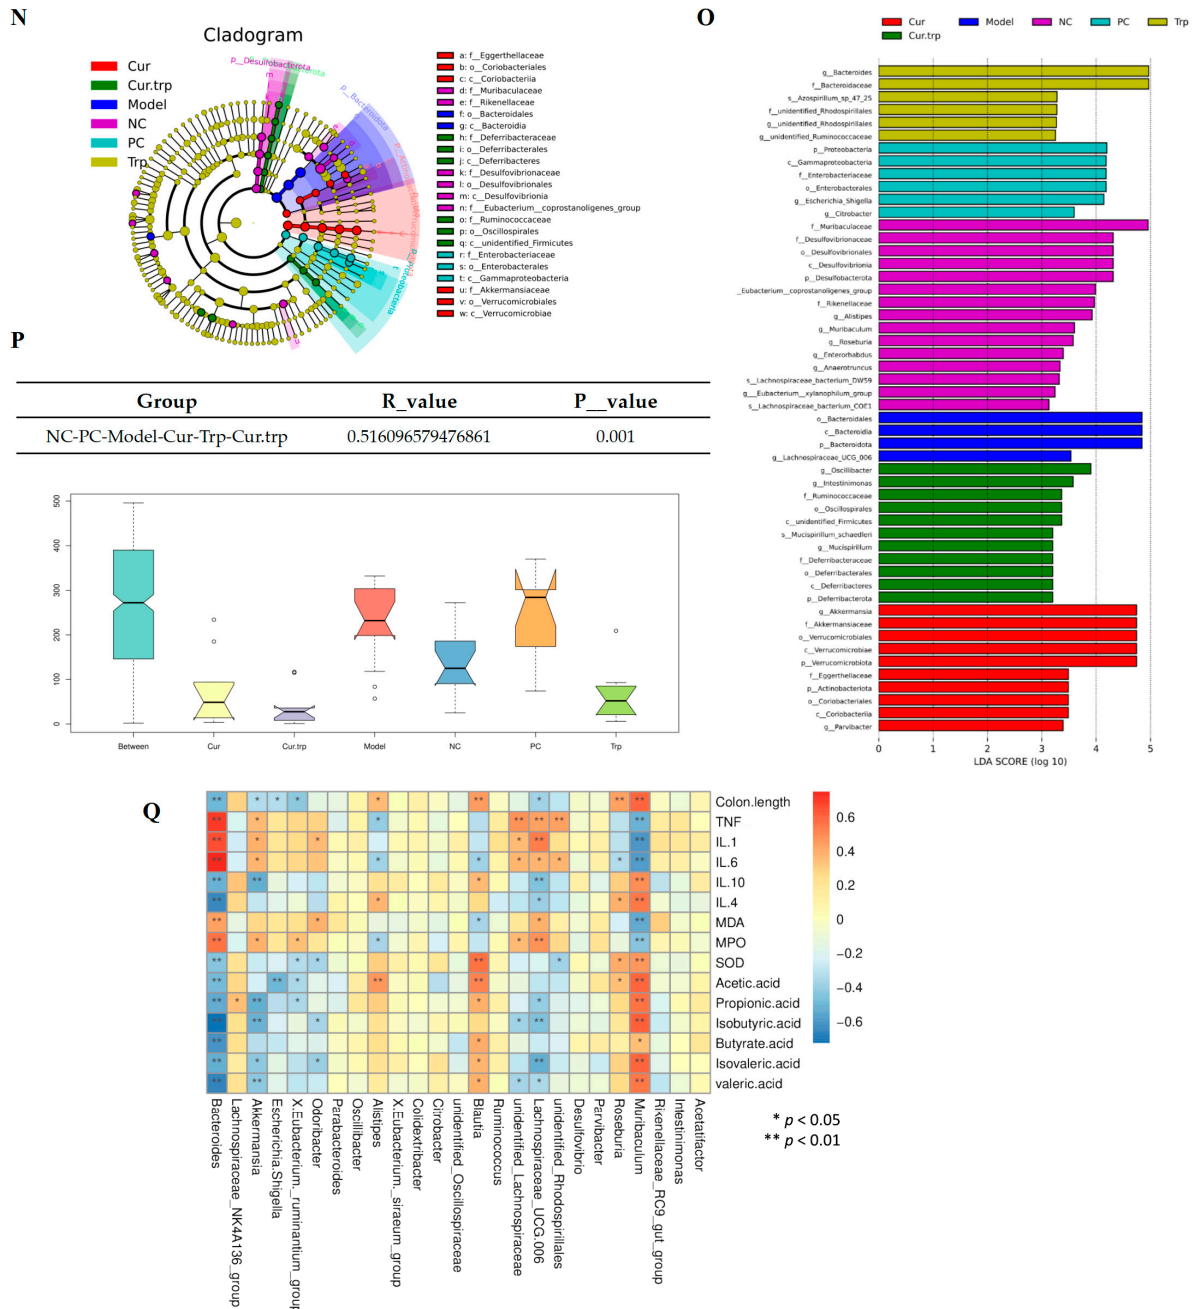 N
Cladogram
Cur
Cur.trp
Model
NC
PC
Trp
p__Desulfobacterota
p__Bacteroidota
a: f__Eggerthellaceae
b: o__Coriobacteriales
c: c__Coriobacteriia
d: f__Muribaculaceae
e: f__Rikenellaceae
f: o__Bacteroidales
g: c__Bacteroidia
h: f__Deferribacteraceae
i: o__Deferribacterales
j: c__Deferribacteres
k: f__Desulfovibrionaceae
l: o__Desulfovibrionales
m: c__Desulfovibrionia
n: f__Eubacterium__coprostanoligenes_group
o: f__Ruminococcaceae
p: o__Oscillospirales
q: c__unidentified_Firmicutes
r: f__Enterobacteriaceae
s: o__Enterobacterales
t: c__Gammaproteobacteria
u: f__Akkermansiaceae
v: o__Verrucomicrobiales
w: c__Verrucomicrobiae
O
Cur Model NC PC Trp
Cur.trp
g__Bacteroides
f__Bacteroidaceae
s__Azospirillum_sp_47_25
f__unidentified_Rhodospirillales
g__unidentified_Rhodospirillales
g__unidentified_Ruminococcaceae
p__Proteobacteria
c__Gammaproteobacteria
f__Enterobacteriaceae
o__Enterobacterales
g__Escherichia_Shigella
g__Citrobacter
f__Muribaculaceae
f__Desulfovibrionaceae
o__Desulfovibrionales
c__Desulfovibrionia
p__Desulfobacterota
_Eubacterium__coprostanoligenes_group
f__Rikenellaceae
g__Alistipes
g__Muribaculum
g__Roseburia
g__Enterorhabdus
g__Anaerotruncus
s__Lachnospiraceae_bacterium_DW59
g___Eubacterium__xylanophilum_group
s__Lachnospiraceae_bacterium_COE1
o__Bacteroidales
c__Bacteroidia
p__Bacteroidota
g__Lachnospiraceae_UCG_006
g__Oscillibacter
g__Intestinimonas
f__Ruminococcaceae
o__Oscillospirales
c__unidentified_Firmicutes
s__Mucispirillum_schaedleri
g__Mucispirillum
f__Deferribacteraceae
o__Deferribacterales
c__Deferribacteres
p__Deferribacterota
g__Akkermansia
f__Akkermansiaceae
o__Verrucomicrobiales
c__Verrucomicrobiae
p__Verrucomicrobiota
f__Eggerthellaceae
p__Actinobacteriota
o__Coriobacteriales
c__Coriobacteriia
g__Parvibacter
0 1 2 3 4 5
LDA SCORE (log 10)
P
Group R_value P__value
NC-PC-Model-Cur-Trp-Cur.trp 0.516096579476861 0.001
500
400
300
200
100
0
Between Cur Cur.trp Model NC PC Trp
Q
Colon.length
TNF
IL.1
IL.6
IL.10
IL.4
MDA
MPO
SOD
Acetic.acid
Propionic.acid
Isobutyric.acid
Butyrate.acid
Isovaleric.acid
valeric.acid
0.6
0.4
0.2
0
−0.2
−0.4
−0.6
Bacteroides
Lachnospiraceae_NK4A136_group
Akkermansia
Escherichia.Shigella
X.Eubacterium._ruminantium_group
Odoribacter
Parabacteroides
Oscillibacter
Alistipes
X.Eubacterium._siraeum_group
Colidextribacter
Citrobacter
unidentified_Oscillospiraceae
Blautia
Ruminococcus
unidentified_Lachnospiraceae
Lachnospiraceae_UCG.006
unidentified_Rhodospirillales
Desulfovibrio
Parvibacter
Roseburia
Muribaculum
Rikenellaceae_RC9_gut_group
Intestinimonas
Acetatifactor
* p < 0.05
** p < 0.01